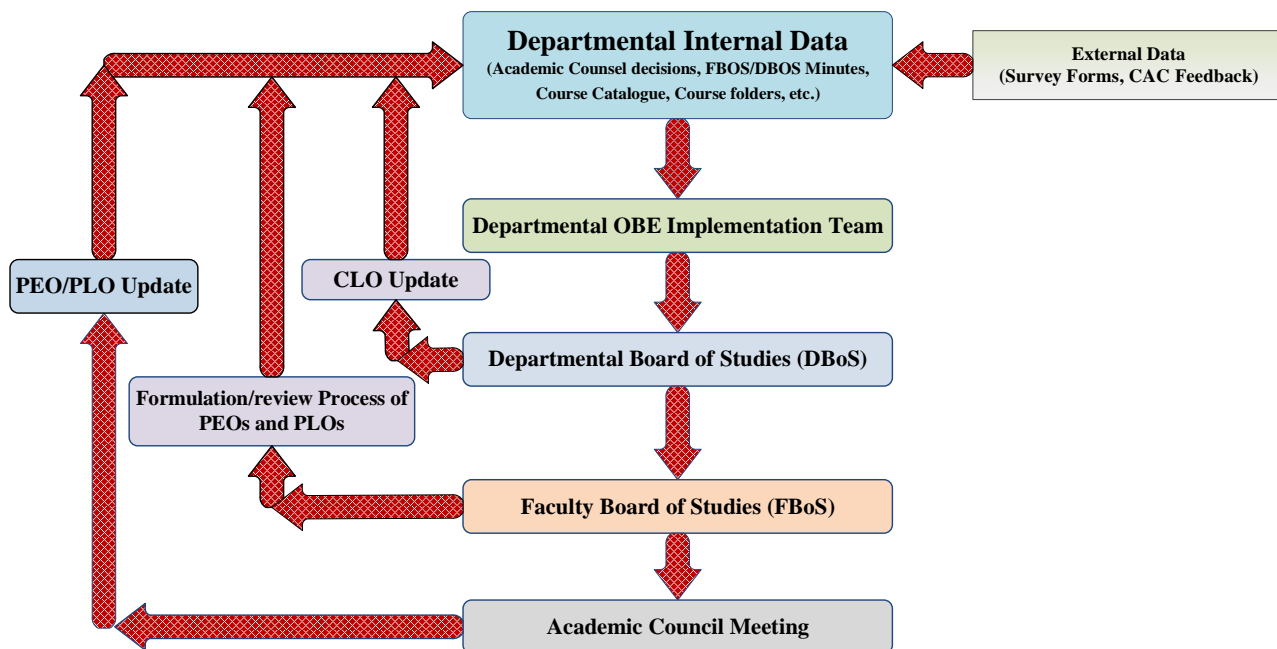 Departmental Internal Data
(Academic Counsel decisions, FBOS/DBOS Minutes,
Course Catalogue, Course folders, etc.)
External Data
(Survey Forms, CAC Feedback)
Departmental OBE Implementation Team
PEO/PLO Update
CLO Update
Departmental Board of Studies (DBoS)
Formulation/review Process of
PEOs and PLOs
Faculty Board of Studies (FBoS)
Academic Council Meeting